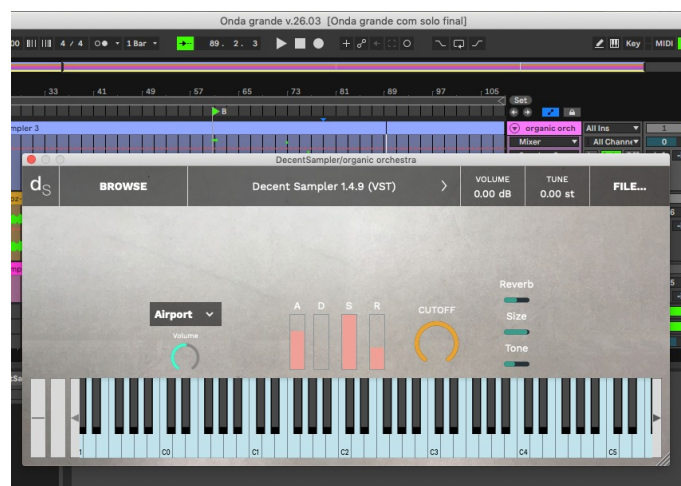 Onda grande v.26.03 [Onda grande com solo final]
00 4 / 4 1 Bar 89. 2. 3 Key MIDI
33 41 49 57 65 73 81 89 97 105
Set
B
mpler 3 organic orch All Ins 1
Mixer All Channe 0
DecentSampler/organic orchestra
ds BROWSE Decent Sampler 1.4.9 (VST) VOLUME TUNE FILE...
0.00 dB 0.00 st
Reverb
Airport A D S R CUTOFF Size
Volume Tone
C0 C1 C2 C3 C4 C5